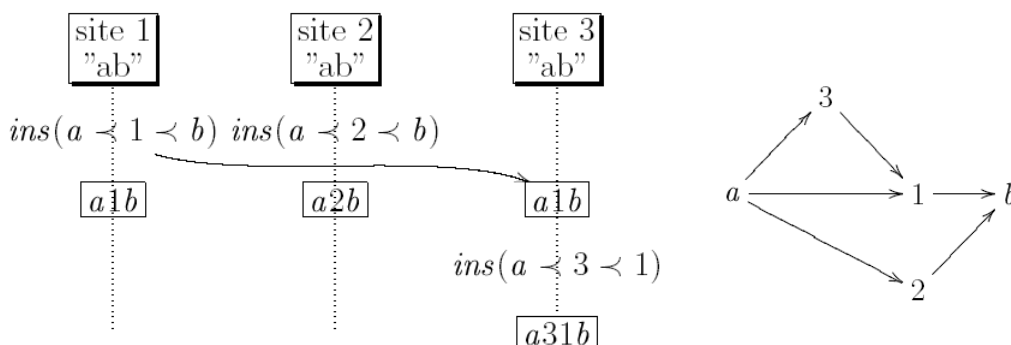 site 1
"ab"
site 2
"ab"
site 3
"ab"
ins(a ≺ 1 ≺ b)
ins(a ≺ 2 ≺ b)
a1b
a2b
a1b
ins(a ≺ 3 ≺ 1)
a31b
3
a
1
b
2